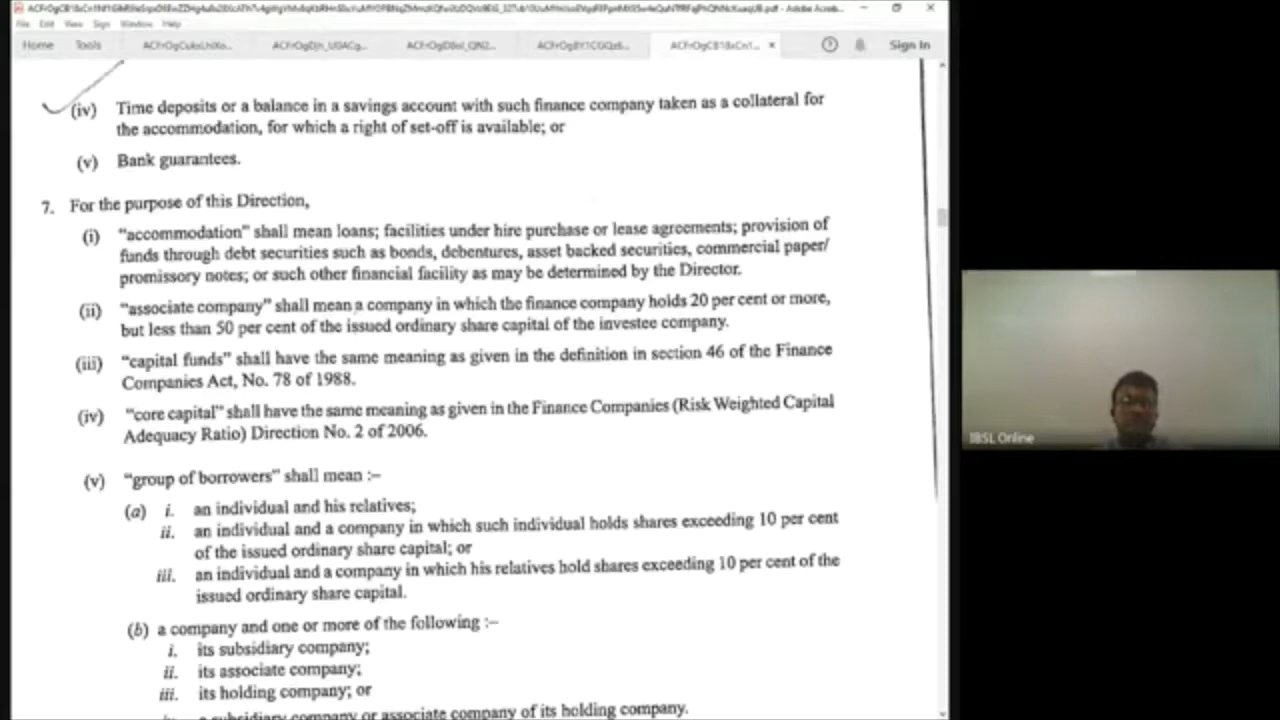 File Edit View Sign Window Help
Home Tools ACFrOgCuksLhlXo... ACFrOgDjn_UGACg... ACFrOgD8ol_QN2... ACFrOgBY1CGQz6... ACFrOgCB18xCn1... × Sign In
(iv) Time deposits or a balance in a savings account with such finance company taken as a collateral for
the accommodation, for which a right of set-off is available; or
(v) Bank guarantees.
7. For the purpose of this Direction,
(i) “accommodation” shall mean loans; facilities under hire purchase or lease agreements; provision of
funds through debt securities such as bonds, debentures, asset backed securities, commercial paper/
promissory notes; or such other financial facility as may be determined by the Director.
(ii) “associate company” shall mean a company in which the finance company holds 20 per cent or more,
but less than 50 per cent of the issued ordinary share capital of the investee company.
(iii) “capital funds” shall have the same meaning as given in the definition in section 46 of the Finance
Companies Act, No. 78 of 1988.
(iv) “core capital” shall have the same meaning as given in the Finance Companies (Risk Weighted Capital
Adequacy Ratio) Direction No. 2 of 2006.
(v) “group of borrowers” shall mean :–
(a) i. an individual and his relatives;
ii. an individual and a company in which such individual holds shares exceeding 10 per cent
of the issued ordinary share capital; or
iii. an individual and a company in which his relatives hold shares exceeding 10 per cent of the
issued ordinary share capital.
(b) a company and one or more of the following :–
i. its subsidiary company;
ii. its associate company;
iii. its holding company; or
a subsidiary company or associate company of its holding company.
IBSL Online